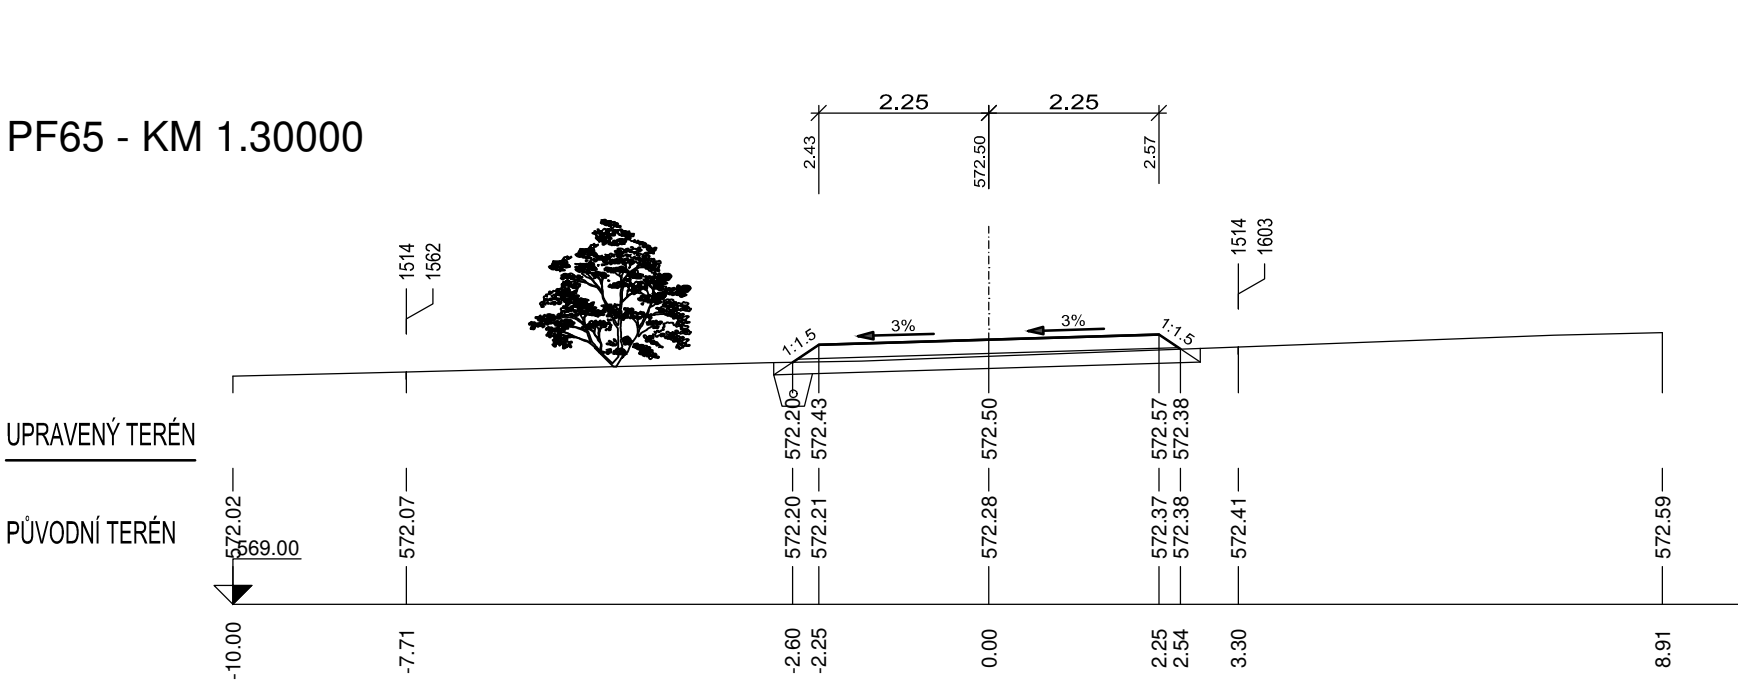 2.25 2.25
PF65 - KM 1.30000
2.43 572.50 2.57
1514 1562
1514 1603
1:1.5 3% 3% 1:1.5
UPRAVENÝ TERÉN 572.20 572.43 572.50 572.57 572.38
PŮVODNÍ TERÉN 572.02 572.07 572.20 572.21 572.28 572.37 572.38 572.41 572.59
569.00
-10.00 -7.71 -2.60 -2.25 0.00 2.25 2.54 3.30 8.91